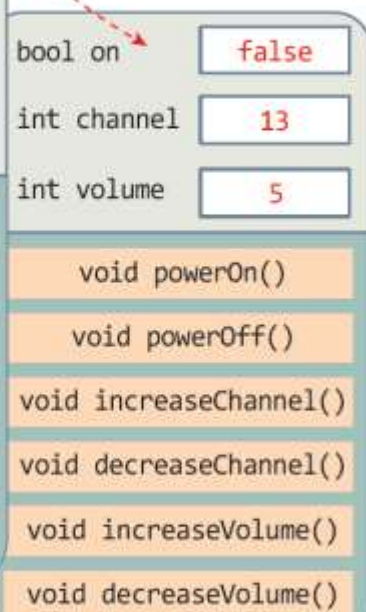 bool on false
int channel 13
int volume 5
void powerOn()
void powerOff()
void increaseChannel()
void decreaseChannel()
void increaseVolume()
void decreaseVolume()